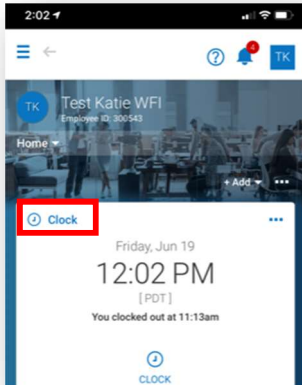 2:02
4
TK
TK
Test Katie WFI
Employee ID: 300543
Home
+ Add
Clock
Friday, Jun 19
12:02 PM
[PDT]
You clocked out at 11:13am
CLOCK